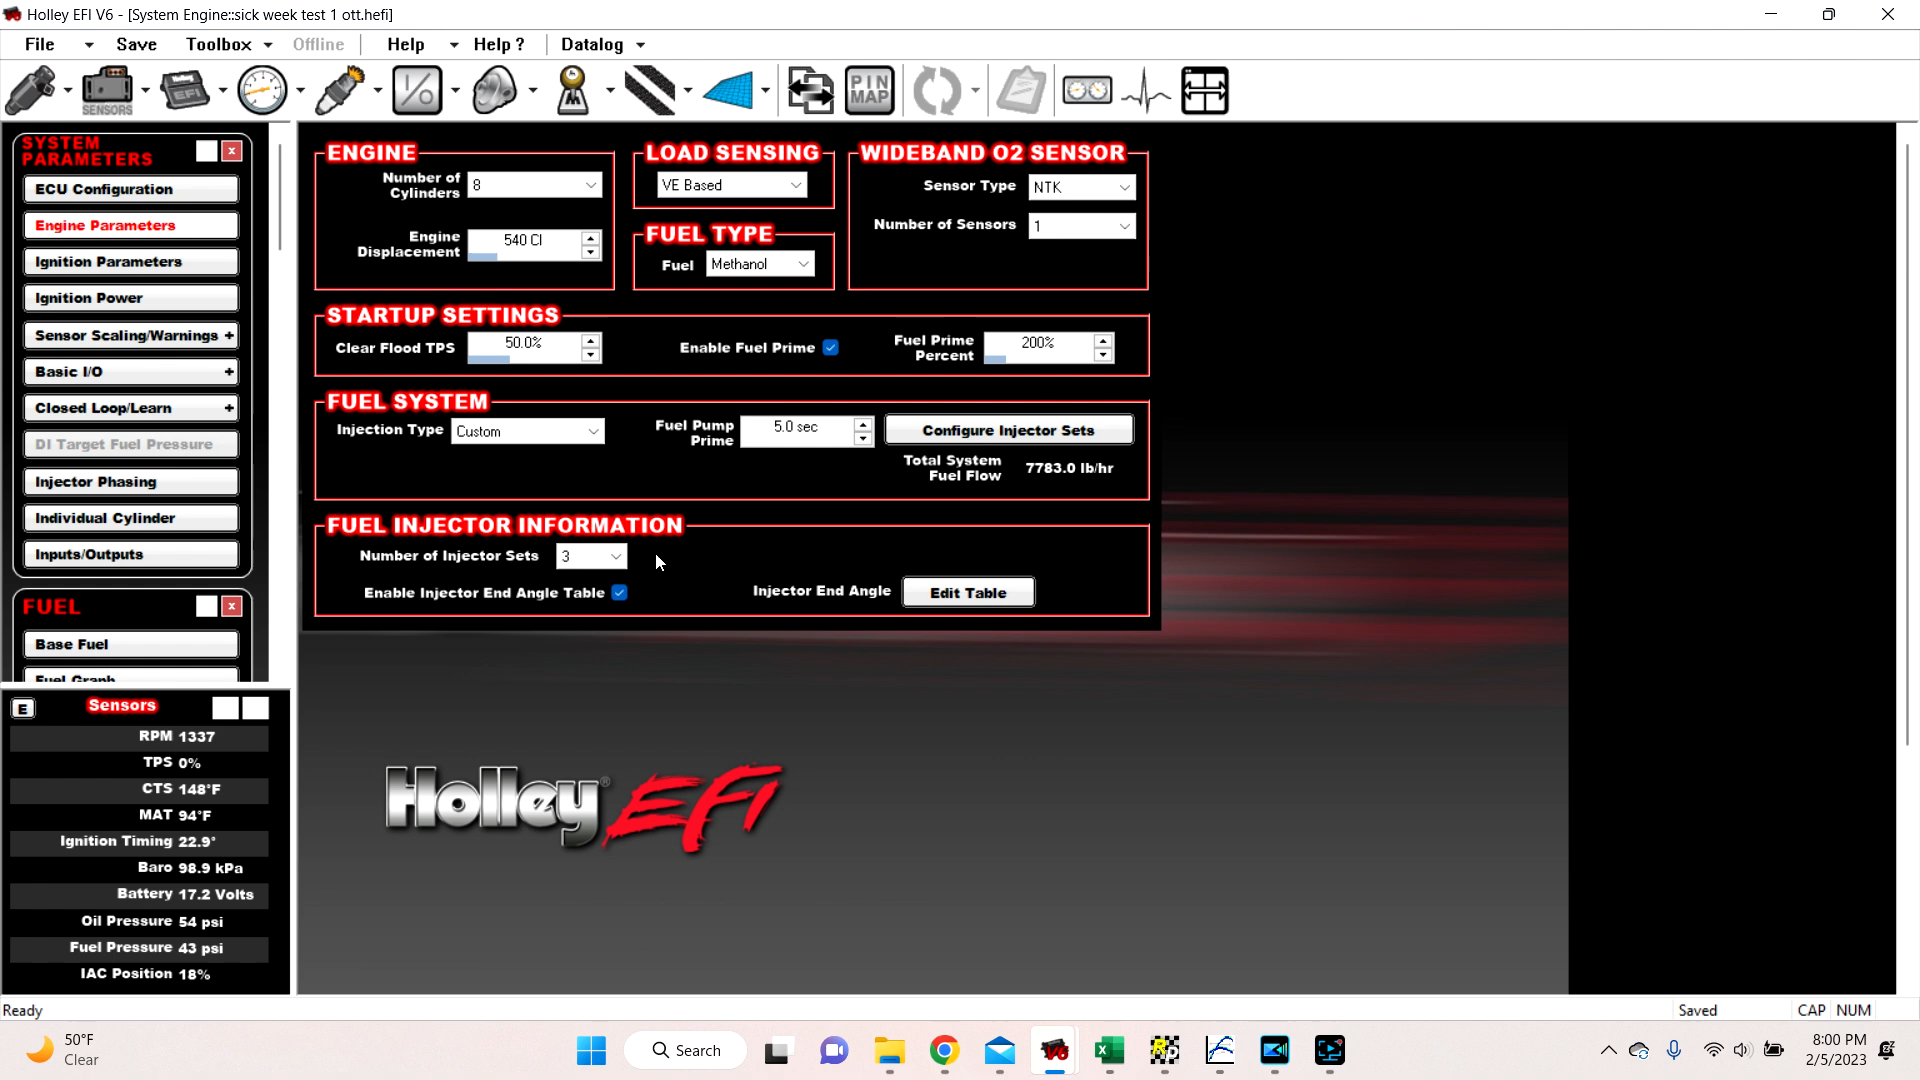 Holley EFI V6 - [System Engine::sick week test 1 ott.hefi]
File Save Toolbox Offline Help Help ? Datalog
SENSORS EFI I/O PIN MAP
SYSTEM
PARAMETERS
x
ECU Configuration
Engine Parameters
Ignition Parameters
Ignition Power
Sensor Scaling/Warnings +
Basic I/O +
Closed Loop/Learn +
DI Target Fuel Pressure
Injector Phasing
Individual Cylinder
Inputs/Outputs
FUEL
x
Base Fuel
Fuel Graph
E Sensors
RPM 1337
TPS 0%
CTS 148°F
MAT 94°F
Ignition Timing 22.9°
Baro 98.9 kPa
Battery 17.2 Volts
Oil Pressure 54 psi
Fuel Pressure 43 psi
IAC Position 18%
ENGINE
Number of
Cylinders
8
Engine
Displacement
540 CI
LOAD SENSING
VE Based
FUEL TYPE
Fuel Methanol
WIDEBAND O2 SENSOR
Sensor Type NTK
Number of Sensors 1
STARTUP SETTINGS
Clear Flood TPS 50.0%
Enable Fuel Prime
Fuel Prime
Percent
200%
FUEL SYSTEM
Injection Type Custom
Fuel Pump
Prime
5.0 sec
Configure Injector Sets
Total System
Fuel Flow
7783.0 lb/hr
FUEL INJECTOR INFORMATION
Number of Injector Sets 3
Enable Injector End Angle Table
Injector End Angle Edit Table
Holley® EFI
Ready
Saved CAP NUM
50°F
Clear
Search
V6
8:00 PM
2/5/2023